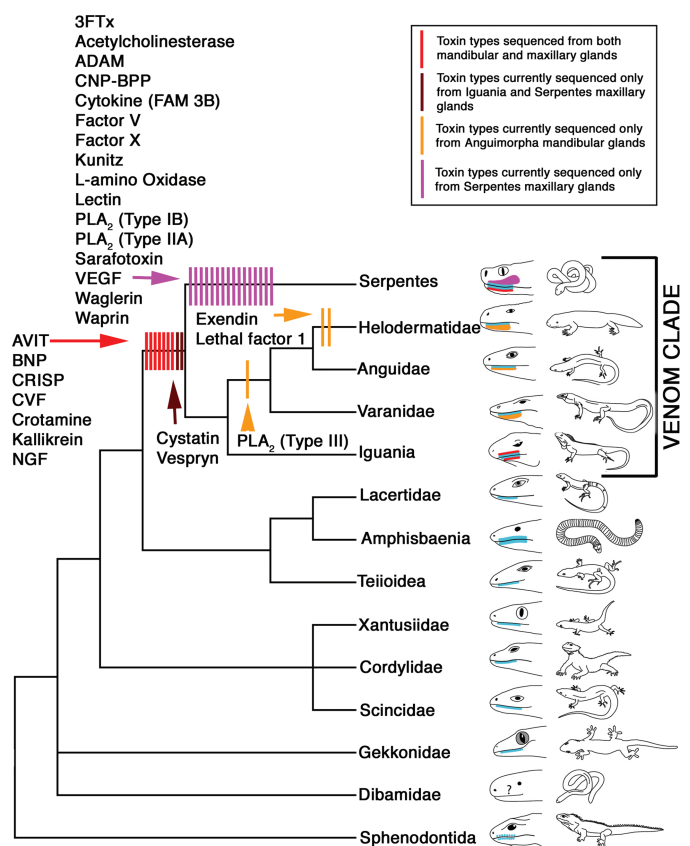 3FTx
Acetylcholinesterase
ADAM
CNP-BPP
Cytokine (FAM 3B)
Factor V
Factor X
Kunitz
L-amino Oxidase
Lectin
PLA₂ (Type IB)
PLA₂ (Type IIA)
Sarafotoxin
VEGF
Waglerin
Waprin
AVIT
BNP
CRISP
CVF
Crotamine
Kallikrein
NGF
Cystatin
Vespryn
Exendin
Lethal factor 1
PLA₂ (Type III)
Toxin types sequenced from both
mandibular and maxillary glands
Toxin types currently sequenced only
from Iguania and Serpentes maxillary
glands
Toxin types currently sequenced only
from Anguimorpha mandibular glands
Toxin types currently sequenced only
from Serpentes maxillary glands
Serpentes
Helodermatidae
Anguidae
Varanidae
Iguania
Lacertidae
Amphisbaenia
Teiioidea
Xantusiidae
Cordylidae
Scincidae
Gekkonidae
Dibamidae
?
Sphenodontida
VENOM CLADE